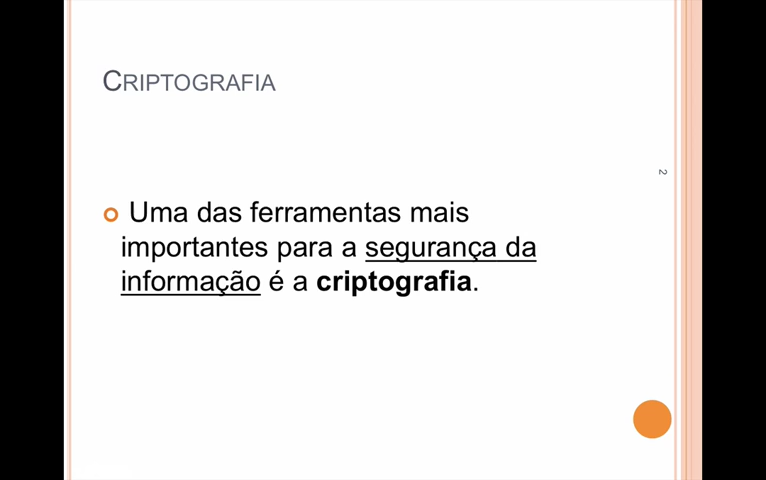 CRIPTOGRAFIA
2
Uma das ferramentas mais
importantes para a segurança da
informação é a criptografia.